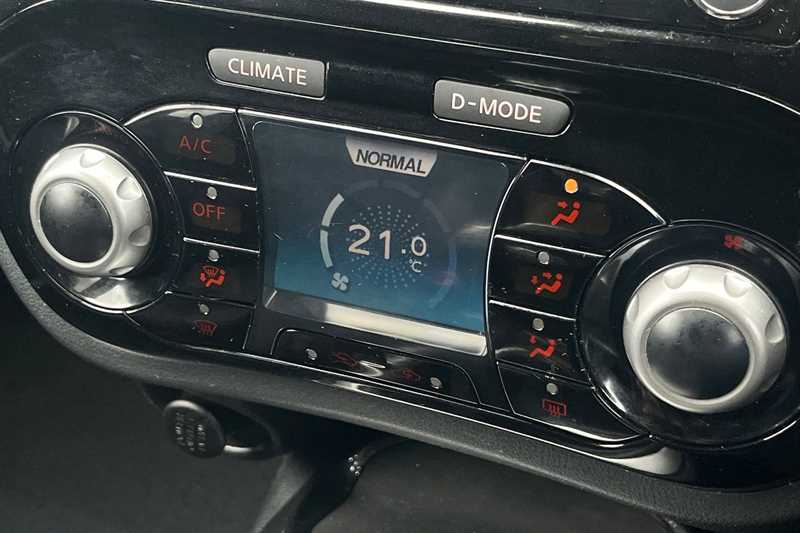 CLIMATE
D-MODE
A/C
NORMAL
OFF
21.0
°C